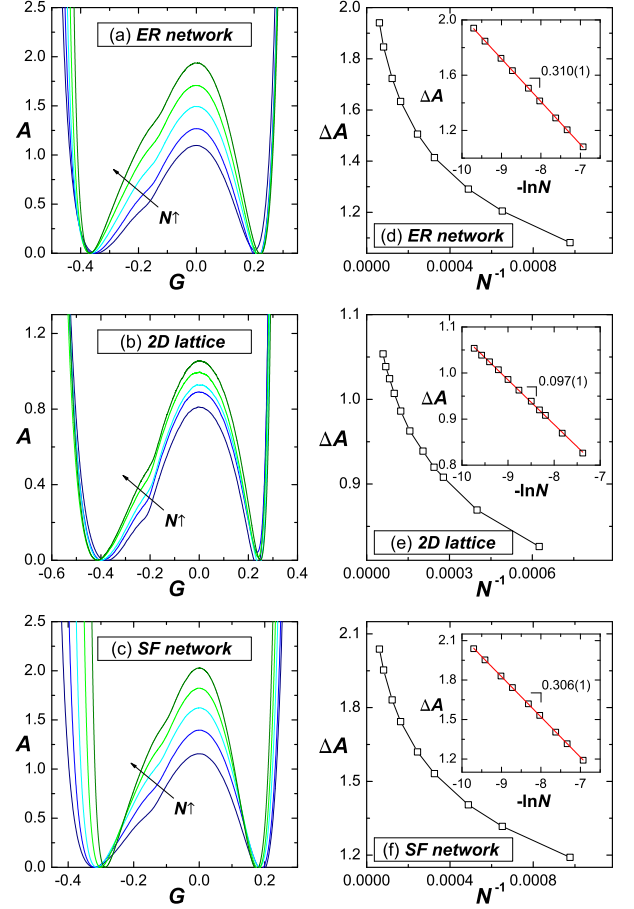 2.5
2.0
1.5
1.0
0.5
0.0
A
(a) ER network
N↑
-0.4 -0.2 0.0 0.2
G
2.0
1.8
1.6
1.4
1.2
ΔA
2.0
1.6
1.2
ΔA
0.310(1)
-10 -9 -8 -7
-lnN
(d) ER network
0.0000 0.0004 0.0008
N⁻¹
1.2
0.8
0.4
0.0
A
(b) 2D lattice
N↑
-0.6 -0.4 -0.2 0.0 0.2 0.4
G
1.1
1.0
0.9
ΔA
1.1
1.0
0.9
0.8
ΔA
0.097(1)
-10 -9 -8 -7
-lnN
(e) 2D lattice
0.0000 0.0003 0.0006
N⁻¹
2.5
2.0
1.5
1.0
0.5
0.0
A
(c) SF network
N↑
-0.4 -0.2 0.0 0.2
G
2.1
1.8
1.5
1.2
ΔA
2.1
1.8
1.5
1.2
ΔA
0.306(1)
-10 -9 -8 -7
-lnN
(f) SF network
0.0000 0.0004 0.0008
N⁻¹